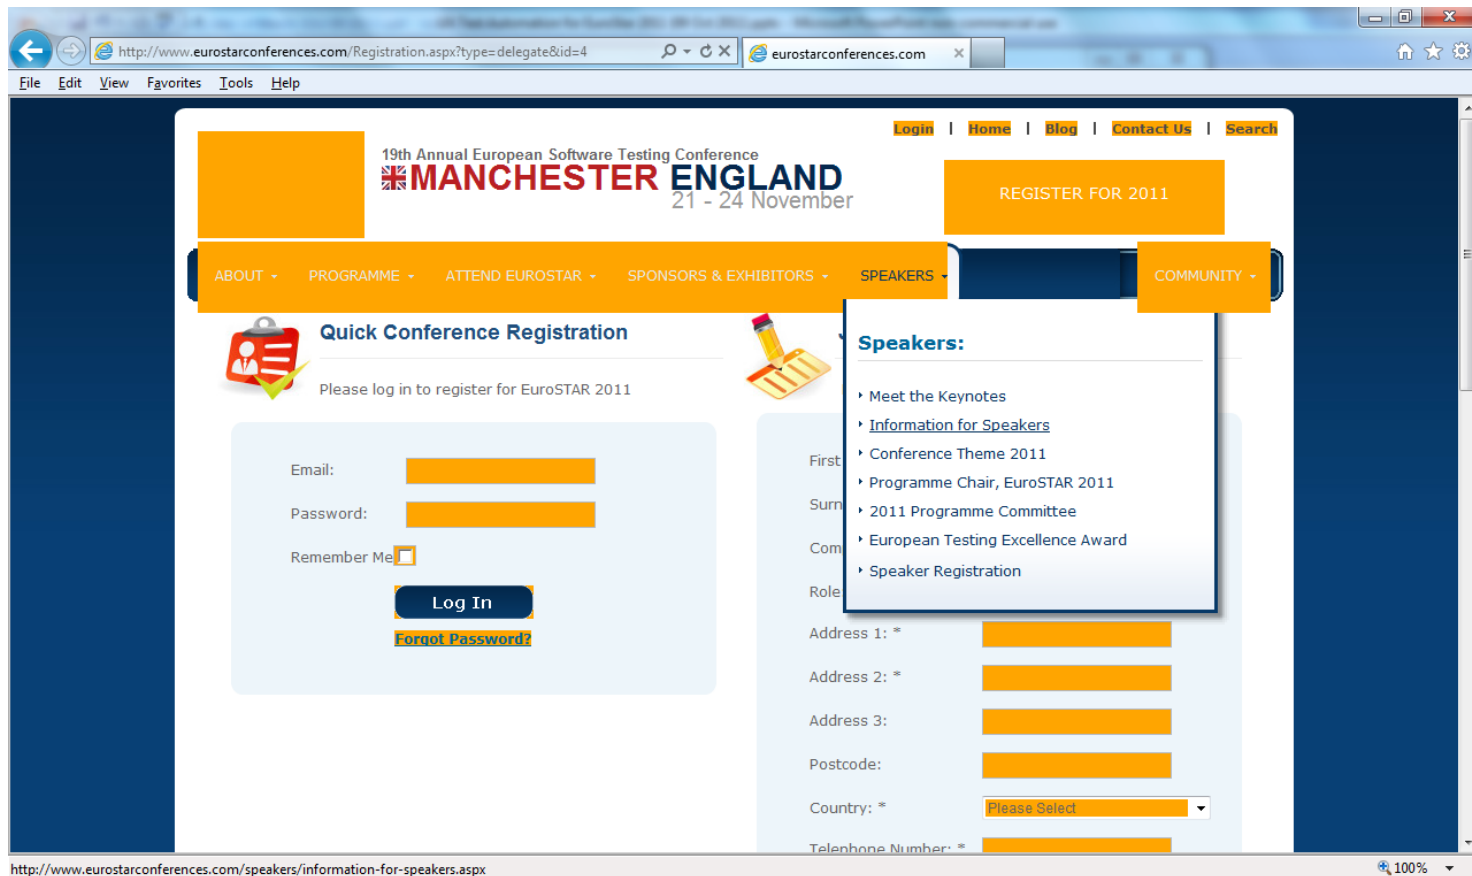 http://www.eurostarconferences.com/Registration.aspx?type=delegate&id=4
eurostarconferences.com
File Edit View Favorites Tools Help
Login | Home | Blog | Contact Us | Search
19th Annual European Software Testing Conference
MANCHESTER ENGLAND
21 - 24 November
REGISTER FOR 2011
ABOUT PROGRAMME ATTEND EUROSTAR SPONSORS & EXHIBITORS SPEAKERS COMMUNITY
Quick Conference Registration
Please log in to register for EuroSTAR 2011
Email:
Password:
Remember Me
Log In
Forgot Password?
Speakers:
Meet the Keynotes
Information for Speakers
Conference Theme 2011
Programme Chair, EuroSTAR 2011
2011 Programme Committee
European Testing Excellence Award
Speaker Registration
First
Surn
Com
Role
Address 1: *
Address 2: *
Address 3:
Postcode:
Country: * Please Select
Telephone Number: *
http://www.eurostarconferences.com/speakers/information-for-speakers.aspx
100%